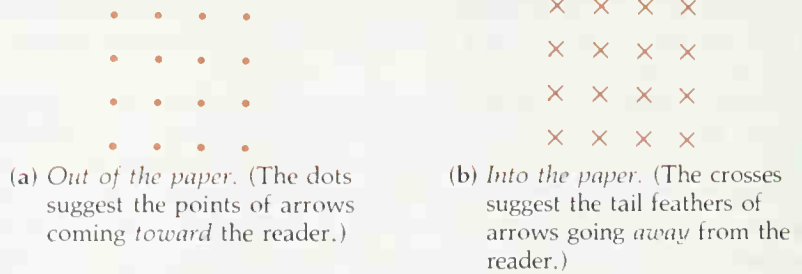 (a) Out of the paper. (The dots
suggest the points of arrows
coming toward the reader.)
(b) Into the paper. (The crosses
suggest the tail feathers of
arrows going away from the
reader.)